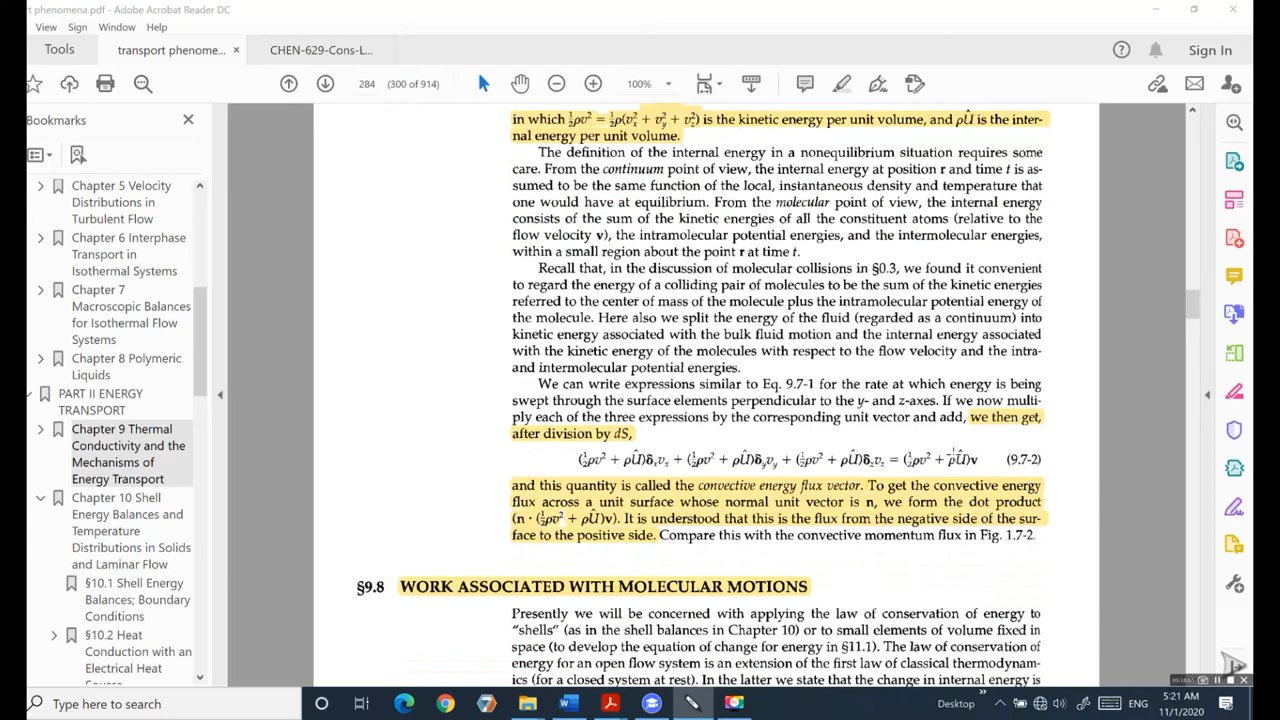 rt phenomena.pdf - Adobe Acrobat Reader DC
View Sign Window Help
Tools transport phenome... × CHEN-629-Cons-L... Sign In
284 (300 of 914) 100%
Bookmarks ×
Chapter 5 Velocity
Distributions in
Turbulent Flow
Chapter 6 Interphase
Transport in
Isothermal Systems
Chapter 7
Macroscopic Balances
for Isothermal Flow
Systems
Chapter 8 Polymeric
Liquids
PART II ENERGY
TRANSPORT
Chapter 9 Thermal
Conductivity and the
Mechanisms of
Energy Transport
Chapter 10 Shell
Energy Balances and
Temperature
Distributions in Solids
and Laminar Flow
§10.1 Shell Energy
Balances; Boundary
Conditions
§10.2 Heat
Conduction with an
Electrical Heat
in which ½ρv² = ½ρ(vₓ² + v_y² + v_z²) is the kinetic energy per unit volume, and ρÛ is the inter-
nal energy per unit volume.
The definition of the internal energy in a nonequilibrium situation requires some
care. From the continuum point of view, the internal energy at position r and time t is as-
sumed to be the same function of the local, instantaneous density and temperature that
one would have at equilibrium. From the molecular point of view, the internal energy
consists of the sum of the kinetic energies of all the constituent atoms (relative to the
flow velocity v), the intramolecular potential energies, and the intermolecular energies,
within a small region about the point r at time t.
Recall that, in the discussion of molecular collisions in §0.3, we found it convenient
to regard the energy of a colliding pair of molecules to be the sum of the kinetic energies
referred to the center of mass of the molecule plus the intramolecular potential energy of
the molecule. Here also we split the energy of the fluid (regarded as a continuum) into
kinetic energy associated with the bulk fluid motion and the internal energy associated
with the kinetic energy of the molecules with respect to the flow velocity and the intra-
and intermolecular potential energies.
We can write expressions similar to Eq. 9.7-1 for the rate at which energy is being
swept through the surface elements perpendicular to the y- and z-axes. If we now multi-
ply each of the three expressions by the corresponding unit vector and add, we then get,
after division by dS,
(½ρv² + ρÛ)δₓvₓ + (½ρv² + ρÛ)δ_yv_y + (½ρv² + ρÛ)δ_zv_z = (½ρv² + ρÛ)v (9.7-2)
and this quantity is called the convective energy flux vector. To get the convective energy
flux across a unit surface whose normal unit vector is n, we form the dot product
(n · (½ρv² + ρÛ)v). It is understood that this is the flux from the negative side of the sur-
face to the positive side. Compare this with the convective momentum flux in Fig. 1.7-2.
§9.8 WORK ASSOCIATED WITH MOLECULAR MOTIONS
Presently we will be concerned with applying the law of conservation of energy to
"shells" (as in the shell balances in Chapter 10) or to small elements of volume fixed in
space (to develop the equation of change for energy in §11.1). The law of conservation of
energy for an open flow system is an extension of the first law of classical thermodynam-
ics (for a closed system at rest). In the latter we state that the change in internal energy is
Type here to search
Desktop ENG 5:21 AM
11/1/2020